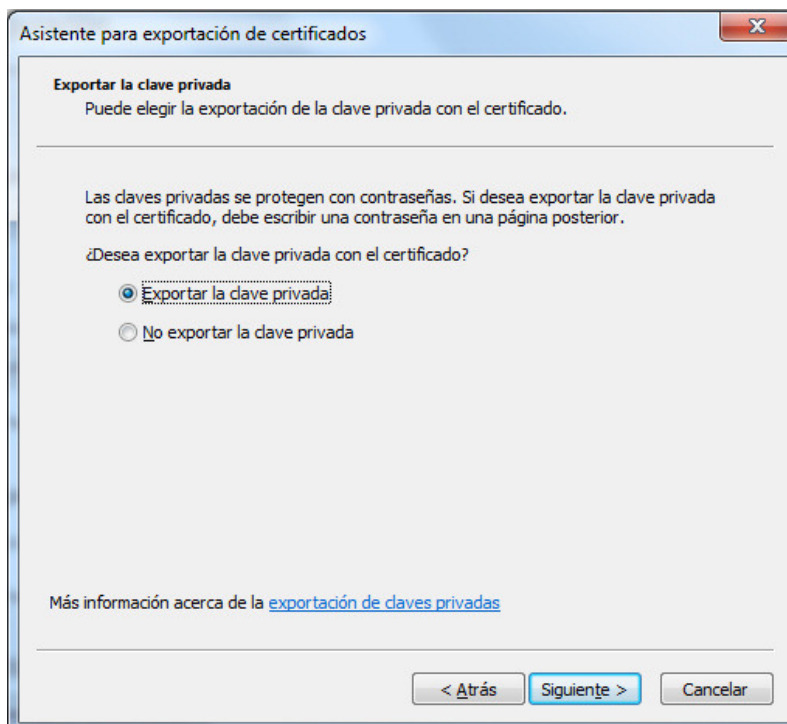 Asistente para exportación de certificados
Exportar la clave privada
Puede elegir la exportación de la clave privada con el certificado.
Las claves privadas se protegen con contraseñas. Si desea exportar la clave privada
con el certificado, debe escribir una contraseña en una página posterior.
¿Desea exportar la clave privada con el certificado?
Exportar la clave privada
No exportar la clave privada
Más información acerca de la exportación de claves privadas
< Atrás Siguiente > Cancelar